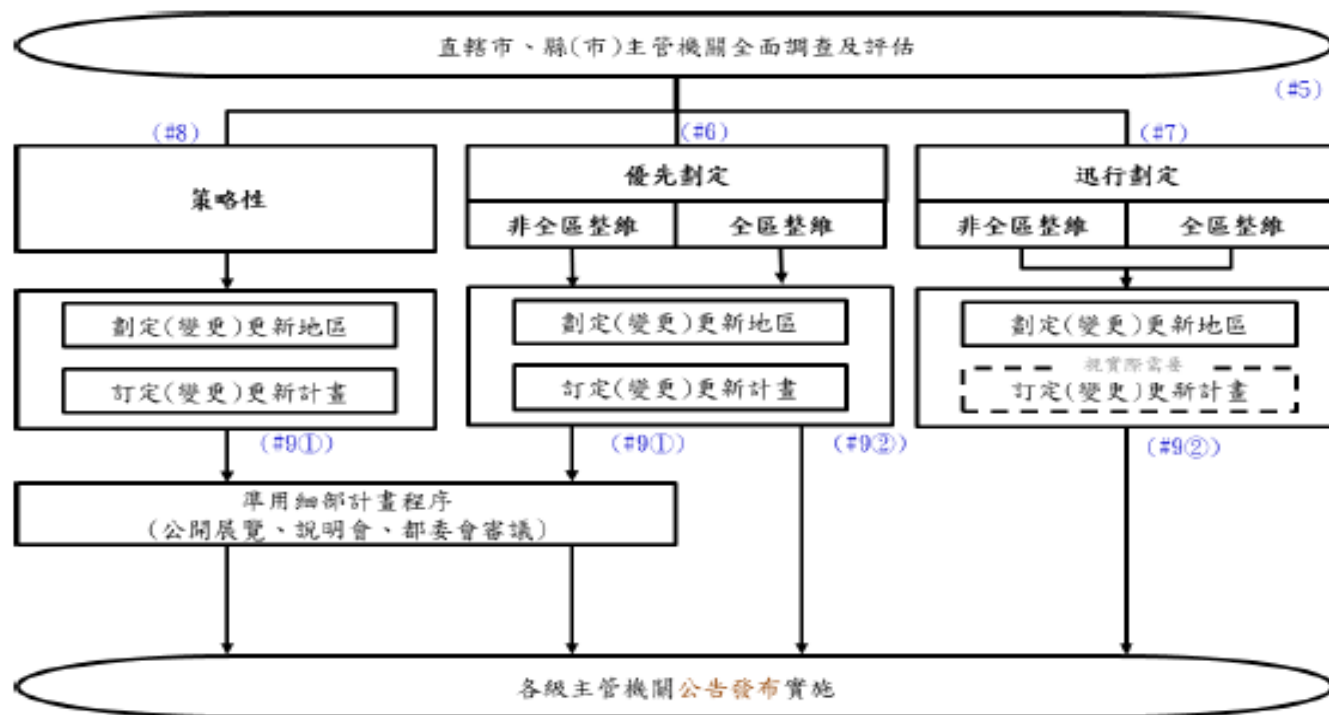 直轄市、縣(市)主管機關全面調查及評估
(#5)
(#8)
(#6)
(#7)
策略性
優先劃定
迅行劃定
非全區整維
全區整維
非全區整維
全區整維
劃定(變更)更新地區
劃定(變更)更新地區
劃定(變更)更新地區
視實際需要
訂定(變更)更新計畫
訂定(變更)更新計畫
訂定(變更)更新計畫
(#9①)
(#9①)
(#9②)
(#9②)
準用細部計畫程序
(公開展覽、說明會、都委會審議)
各級主管機關公告發布實施